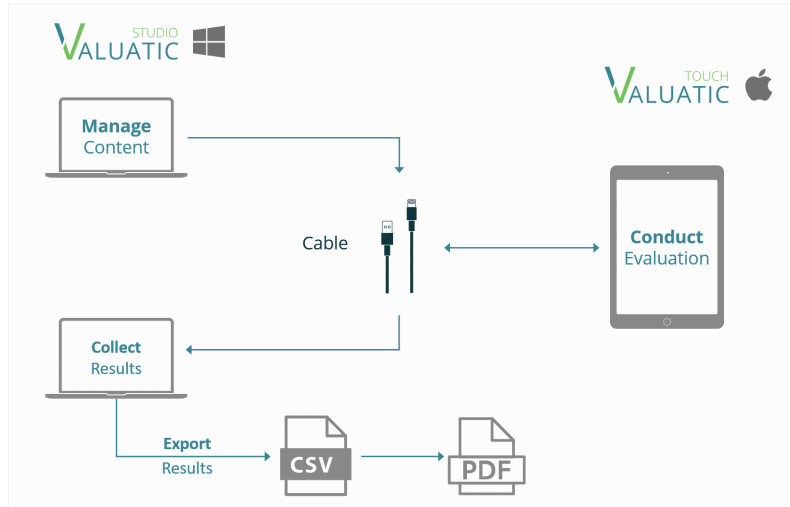 STUDIO
VALUATIC
TOUCH
VALUATIC
Manage
Content
Cable
Conduct
Evaluation
Collect
Results
Export
Results
CSV
PDF